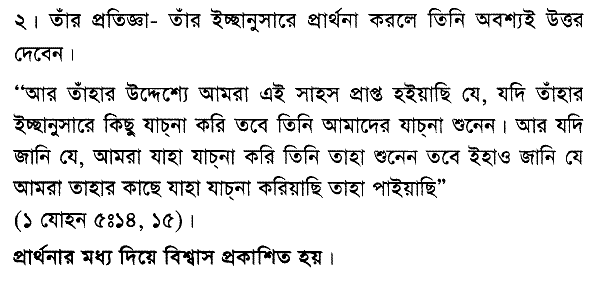 ২। তাঁর প্রতিজ্ঞা- তাঁর ইচ্ছানুসারে প্রার্থনা করলে তিনি অবশ্যই উত্তর
দেবেন।
“আর তাঁহার উদ্দেশ্যে আমরা এই সাহস প্রাপ্ত হইয়াছি যে, যদি তাঁহার
ইচ্ছানুসারে কিছু যাচ্‌না করি তবে তিনি আমাদের যাচ্‌না শুনেন। আর যদি
জানি যে, আমরা যাহা যাচ্‌না করি তিনি তাহা শুনেন তবে ইহাও জানি যে
আমরা তাহার কাছে যাহা যাচ্‌না করিয়াছি তাহা পাইয়াছি”
(১ যোহন ৫ঃ১৪, ১৫)।
প্রার্থনার মধ্য দিয়ে বিশ্বাস প্রকাশিত হয়।